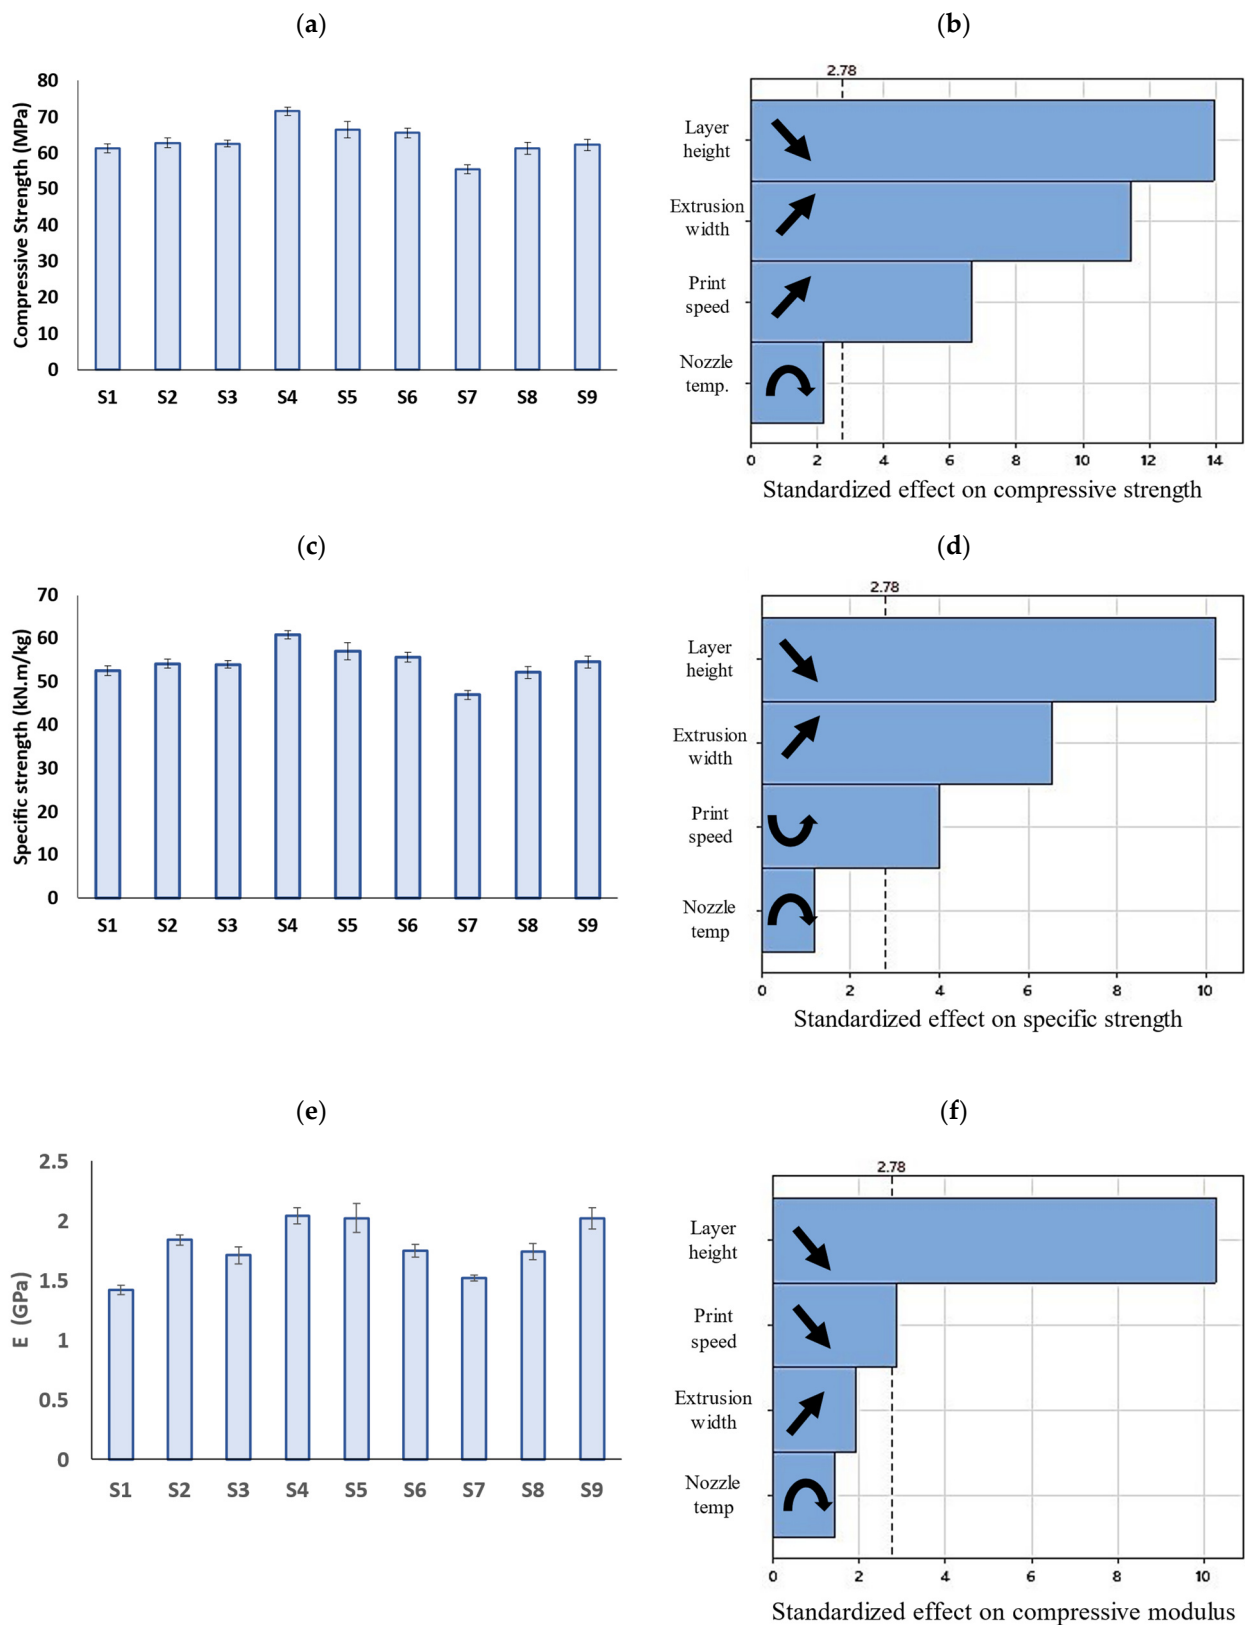 (a)
Compressive Strength (MPa)
80
70
60
50
40
30
20
10
0
S1 S2 S3 S4 S5 S6 S7 S8 S9
(b)
2.78
Layer
height
Extrusion
width
Print
speed
Nozzle
temp.
0 2 4 6 8 10 12 14
Standardized effect on compressive strength
(c)
Specific strength (kN.m/kg)
70
60
50
40
30
20
10
0
S1 S2 S3 S4 S5 S6 S7 S8 S9
(d)
2.78
Layer
height
Extrusion
width
Print
speed
Nozzle
temp
0 2 4 6 8 10
Standardized effect on specific strength
(e)
E (GPa)
2.5
2
1.5
1
0.5
0
S1 S2 S3 S4 S5 S6 S7 S8 S9
(f)
2.78
Layer
height
Print
speed
Extrusion
width
Nozzle
temp
0 2 4 6 8 10
Standardized effect on compressive modulus